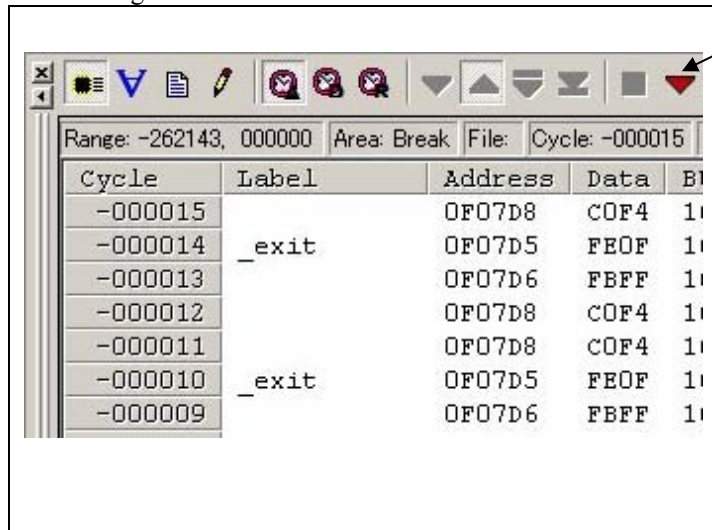 Range: -262143, 000000 Area: Break File: Cycle: -000015
Cycle Label Address Data
-000015 0F07D8 C0F4
-000014 _exit 0F07D5 FE0F
-000013 0F07D6 FBFF
-000012 0F07D8 C0F4
-000011 0F07D8 C0F4
-000010 _exit 0F07D5 FE0F
-000009 0F07D6 FBFF